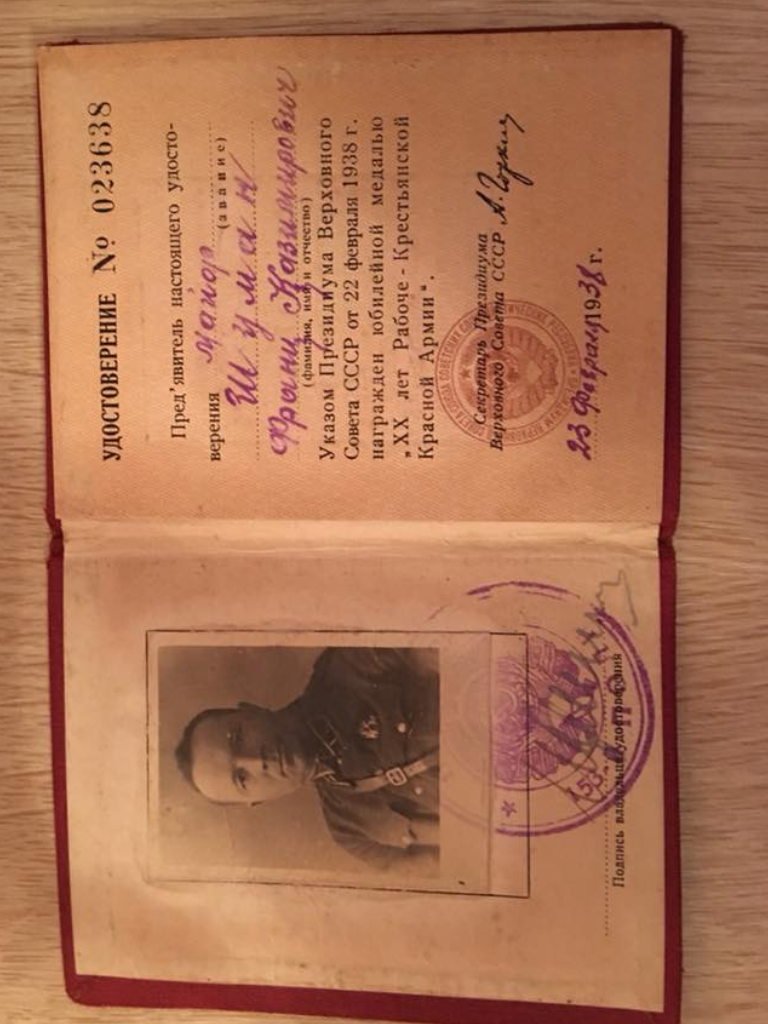 УДОСТОВЕРЕНИЕ № 023638
Пред'явитель настоящего удосто-
верения майор
(звание)
Шуман
Франц Казимирович
(фамилия, имя и отчество)
Указом Президиума Верховного
Совета СССР от 22 февраля 1938 г.
награжден юбилейной медалью
„XX лет Рабоче-Крестьянской
Красной Армии".
Секретарь Президиума
Верховного Совета СССР А. Горкин
23 февраля 1938 г.
Подпись владельца удостоверения